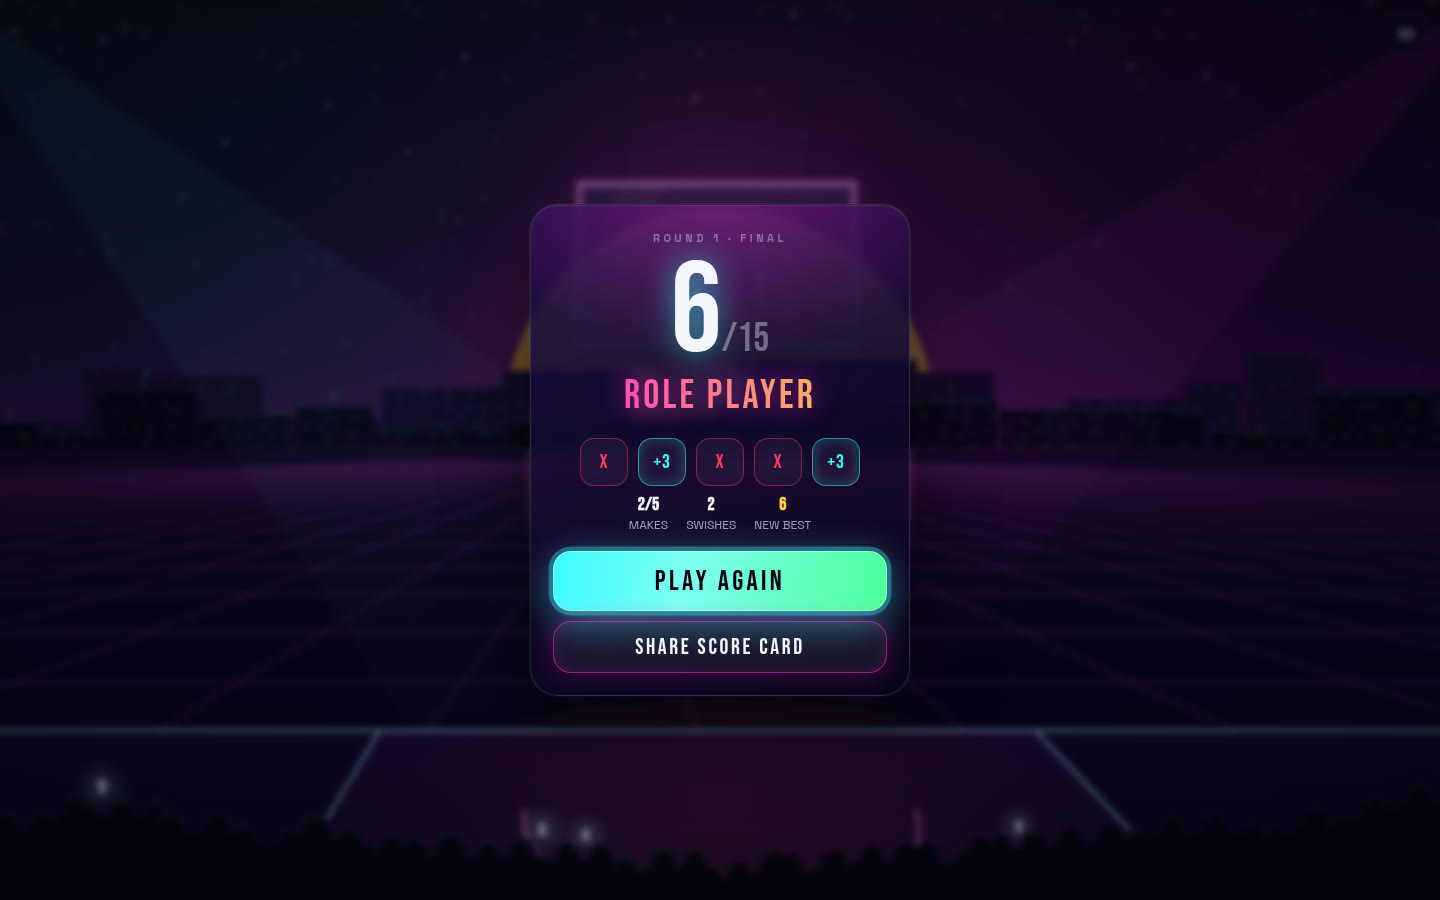 ROUND 1 · FINAL
6/15
ROLE PLAYER
X +3 X X +3
2/5 2 6
MAKES SWISHES NEW BEST
PLAY AGAIN
SHARE SCORE CARD